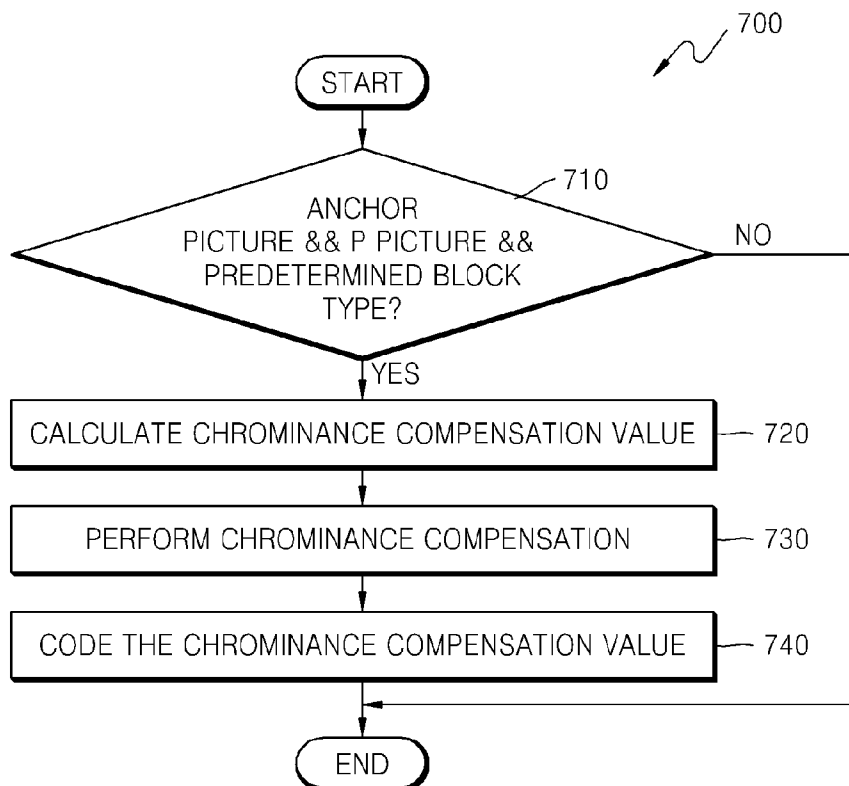 700
START
710
ANCHOR
PICTURE && P PICTURE &&
PREDETERMINED BLOCK
TYPE?
NO
YES
CALCULATE CHROMINANCE COMPENSATION VALUE
720
PERFORM CHROMINANCE COMPENSATION
730
CODE THE CHROMINANCE COMPENSATION VALUE
740
END